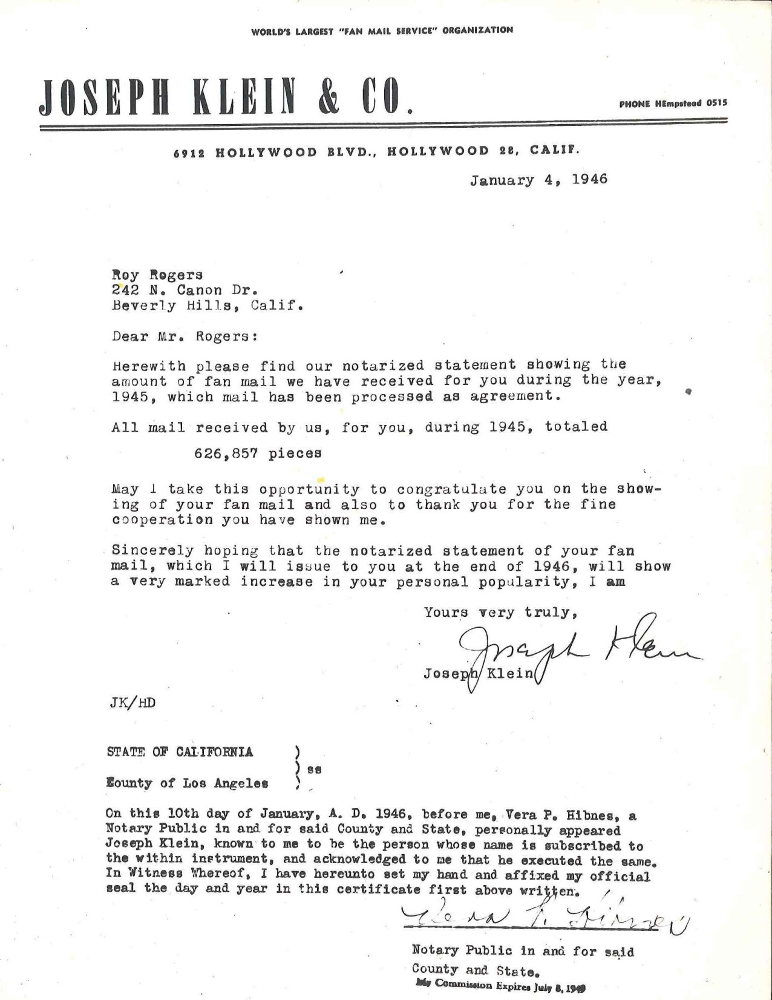 WORLD'S LARGEST "FAN MAIL SERVICE" ORGANIZATION
JOSEPH KLEIN & CO.
PHONE HEmpstead 0515
6912 HOLLYWOOD BLVD., HOLLYWOOD 28, CALIF.
January 4, 1946
Roy Rogers
242 N. Canon Dr.
Beverly Hills, Calif.
Dear Mr. Rogers:
Herewith please find our notarized statement showing the
amount of fan mail we have received for you during the year,
1945, which mail has been processed as agreement.
All mail received by us, for you, during 1945, totaled
626,857 pieces
May I take this opportunity to congratulate you on the show-
ing of your fan mail and also to thank you for the fine
cooperation you have shown me.
Sincerely hoping that the notarized statement of your fan
mail, which I will issue to you at the end of 1946, will show
a very marked increase in your personal popularity, I am
Yours very truly,
Joseph Klein
Joseph Klein
JK/HD
STATE OF CALIFORNIA )
) ss
County of Los Angeles )
On this 10th day of January, A. D. 1946, before me, Vera P. Hibnes, a
Notary Public in and for said County and State, personally appeared
Joseph Klein, known to me to be the person whose name is subscribed to
the within instrument, and acknowledged to me that he executed the same.
In Witness Whereof, I have hereunto set my hand and affixed my official
seal the day and year in this certificate first above written.
Vera P.
Notary Public in and for said
County and State.
My Commission Expires July 8, 1949